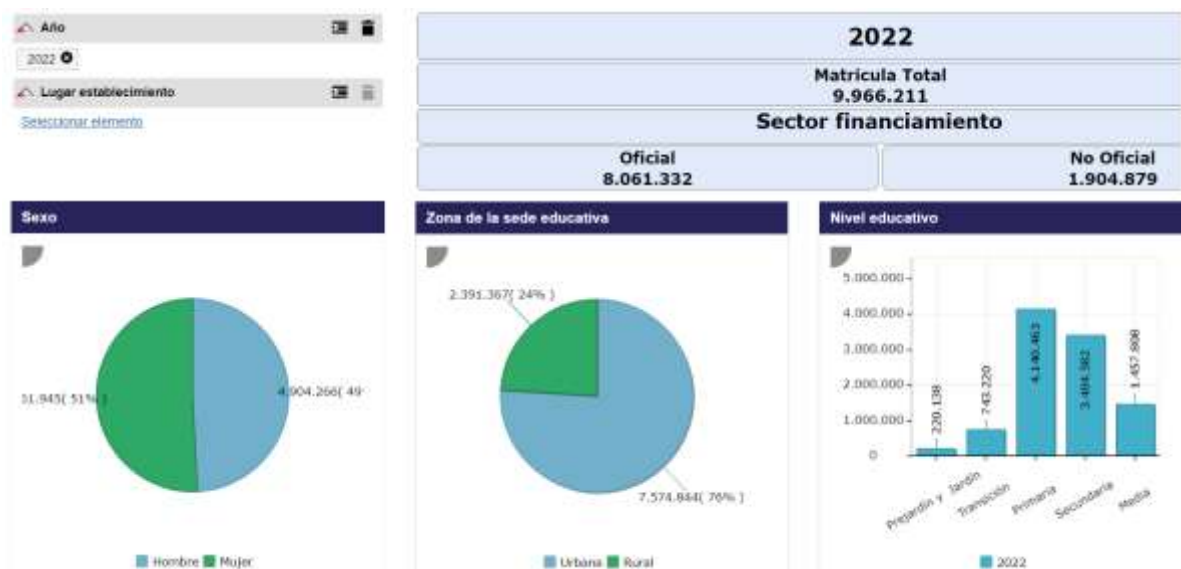 Año
2022
Lugar establecimiento
Seleccionar elemento
2022
Matrícula Total
9.966.211
Sector financiamiento
Oficial
8.061.332
No Oficial
1.904.879
Sexo
31.945( 51% )
4.904.266( 49
Hombre Mujer
Zona de la sede educativa
2.391.367( 24% )
7.574.844( 76% )
Urbana Rural
Nivel educativo
5.000.000
4.000.000
3.000.000
2.000.000
1.000.000
0
220.138
743.220
4.140.463
1.457.808
Prejardín y Jardín
Transición
Primaria
Secundaria
Media
2022